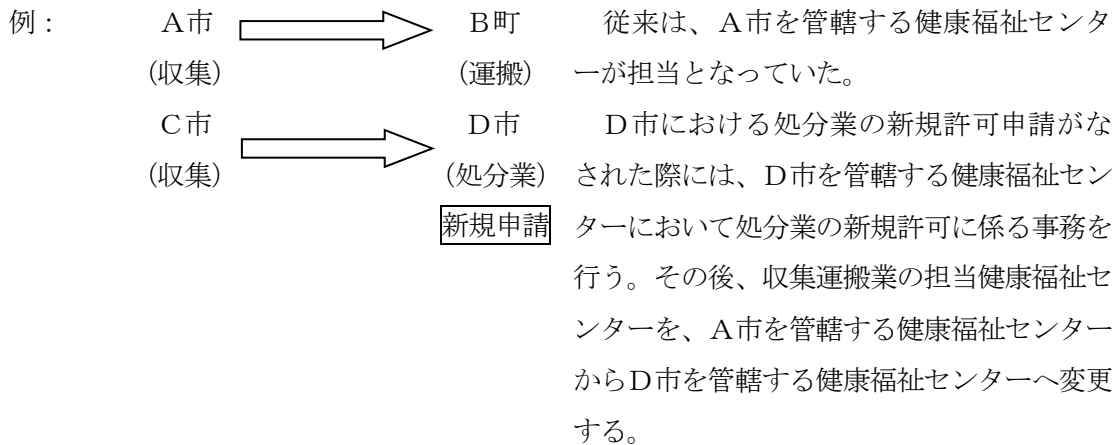 例: A市 B町 従来は、A市を管轄する健康福祉センタ
(収集) (運搬) ーが担当となっていた。
C市 D市 D市における処分業の新規許可申請がな
(収集) (処分業) された際には、D市を管轄する健康福祉セン
新規申請 ターにおいて処分業の新規許可に係る事務を
行う。その後、収集運搬業の担当健康福祉セ
ンターを、A市を管轄する健康福祉センター
からD市を管轄する健康福祉センターへ変更
する。